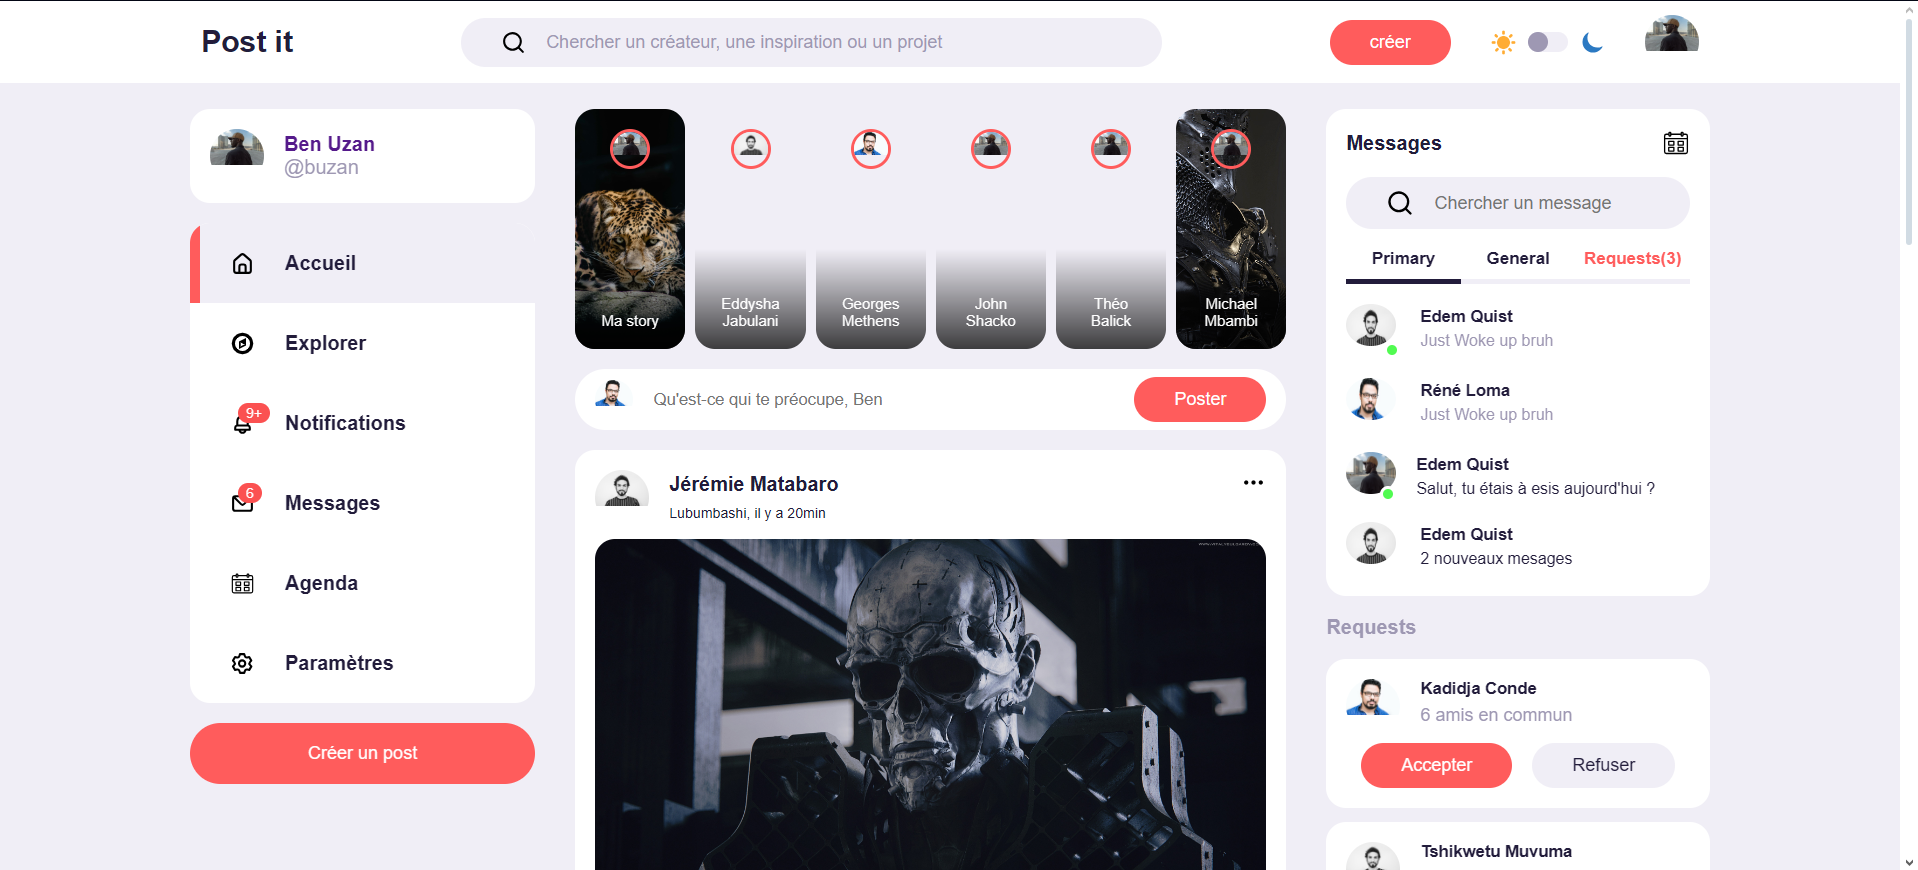 Post it
Chercher un créateur, une inspiration ou un projet
créer
Ben Uzan
@buzan
Accueil
Explorer
9+
Notifications
6
Messages
Agenda
Paramètres
Créer un post
Ma story
Eddysha
Jabulani
Georges
Methens
John
Shacko
Théo
Balick
Michael
Mbambi
Qu'est-ce qui te préocupe, Ben
Poster
Jérémie Matabaro
Lubumbashi, il y a 20min
Messages
Chercher un message
Primary
General
Requests(3)
Edem Quist
Just Woke up bruh
Réné Loma
Just Woke up bruh
Edem Quist
Salut, tu étais à esis aujourd'hui ?
Edem Quist
2 nouveaux mesages
Requests
Kadidja Conde
6 amis en commun
Accepter
Refuser
Tshikwetu Muvuma